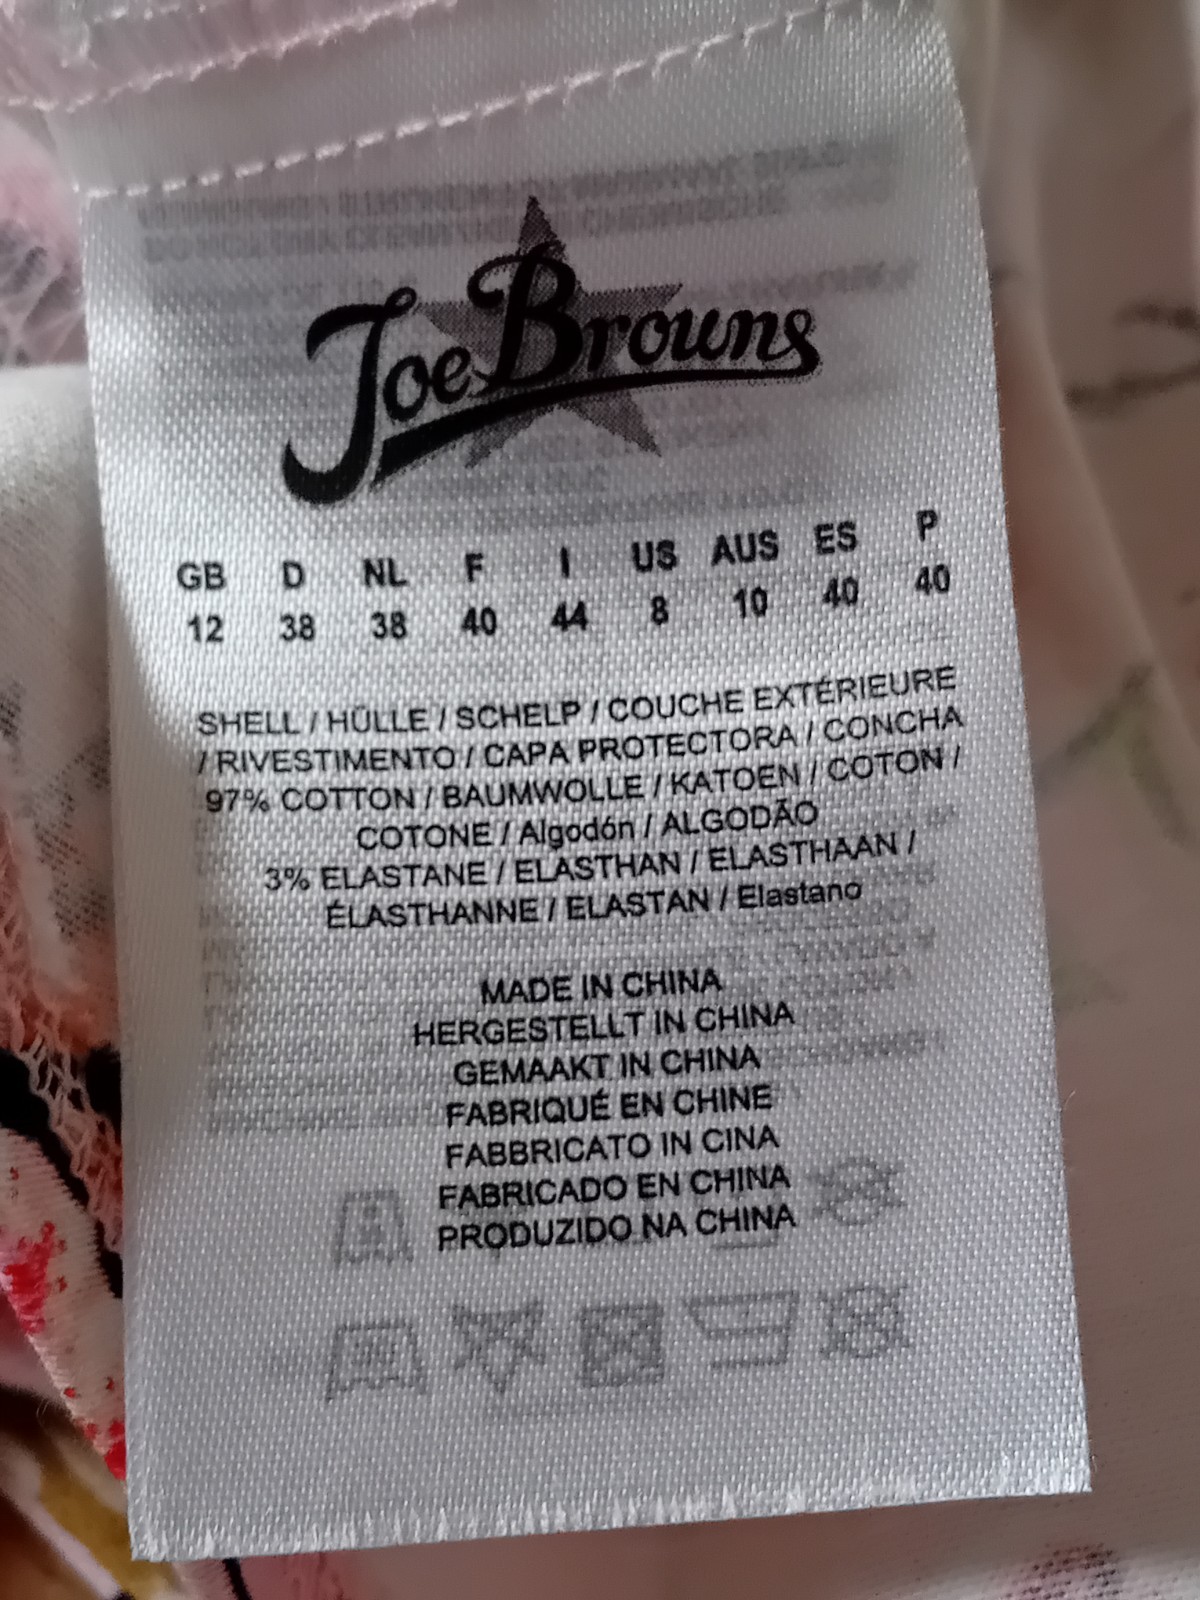 Joe Browns
GB D NL F I US AUS ES P
12 38 38 40 44 8 10 40 40
SHELL / HÜLLE / SCHELP / COUCHE EXTÉRIEURE
/ RIVESTIMENTO / CAPA PROTECTORA / CONCHA
97% COTTON / BAUMWOLLE / KATOEN / COTON /
COTONE / Algodón / ALGODÃO
3% ELASTANE / ELASTHAN / ELASTHAAN /
ÉLASTHANNE / ELASTAN / Elastano
MADE IN CHINA
HERGESTELLT IN CHINA
GEMAAKT IN CHINA
FABRIQUÉ EN CHINE
FABBRICATO IN CINA
FABRICADO EN CHINA
PRODUZIDO NA CHINA